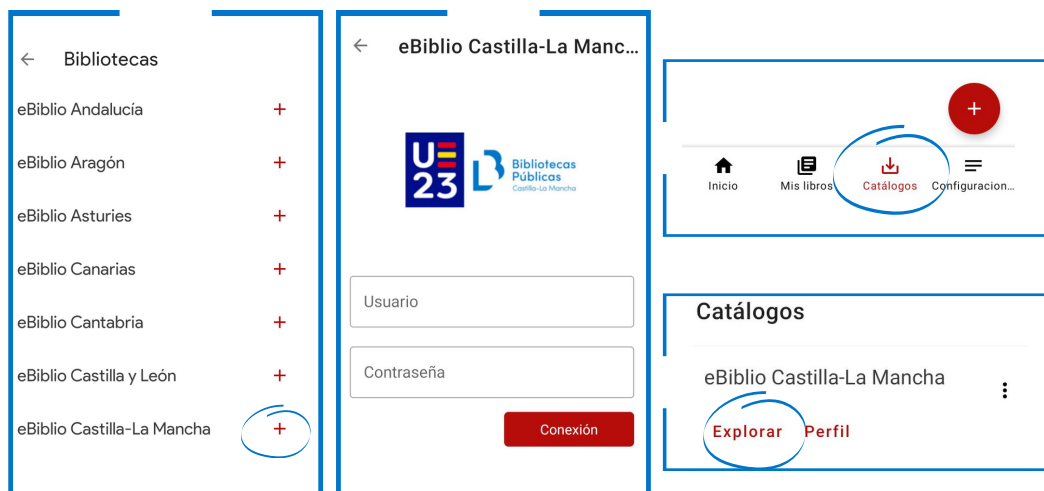 Bibliotecas
eBiblio Andalucía
eBiblio Aragón
eBiblio Asturies
eBiblio Canarias
eBiblio Cantabria
eBiblio Castilla y León
eBiblio Castilla-La Mancha
eBiblio Castilla-La Manc...
UE
23
Bibliotecas
Públicas
Castilla-La Mancha
Usuario
Contraseña
Conexión
Inicio
Mis libros
Catálogos
Configuracion...
Catálogos
eBiblio Castilla-La Mancha
Explorar
Perfil